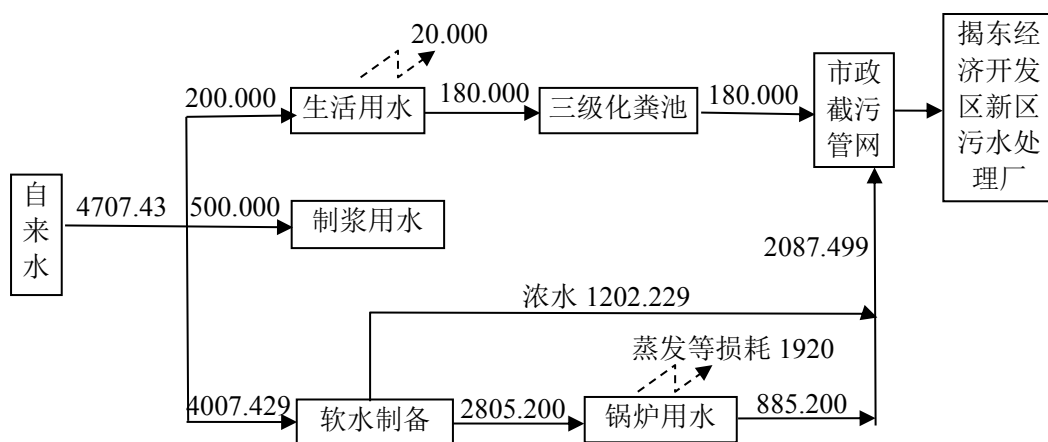 20.000
200.000
生活用水
180.000
三级化粪池
180.000
市政
截污
管网
揭东经
济开发
区新区
污水处
理厂
自
来
水
4707.43
500.000
制浆用水
2087.499
浓水 1202.229
蒸发等损耗 1920
4007.429
软水制备
2805.200
锅炉用水
885.200